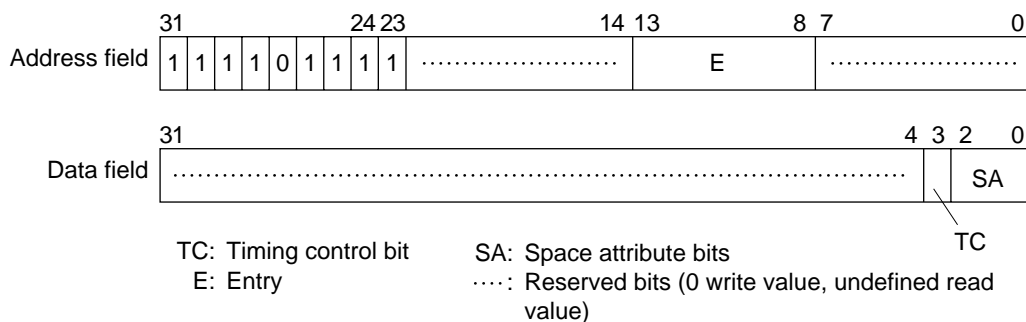 31 24 23 14 13 8 7 0
Address field 1 1 1 1 0 1 1 1 1 .................... E ....................
31 4 3 2 0
Data field .................... SA
TC
TC: Timing control bit SA: Space attribute bits
E: Entry ····: Reserved bits (0 write value, undefined read
value)